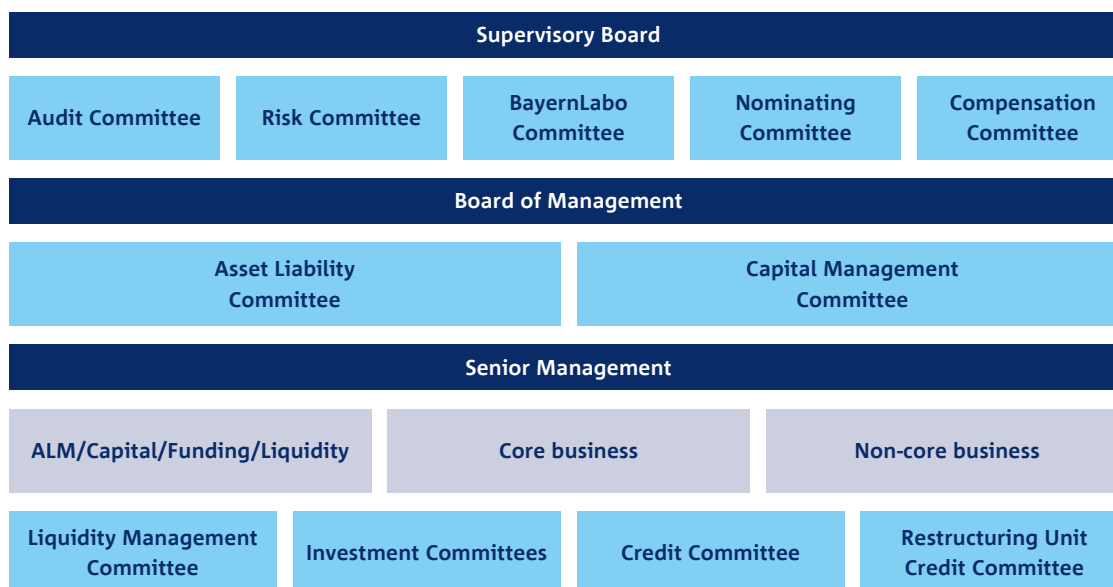 Supervisory Board
Audit Committee
Risk Committee
BayernLabo
Committee
Nominating
Committee
Compensation
Committee
Board of Management
Asset Liability
Committee
Capital Management
Committee
Senior Management
ALM/Capital/Funding/Liquidity
Core business
Non-core business
Liquidity Management
Committee
Investment Committees
Credit Committee
Restructuring Unit
Credit Committee